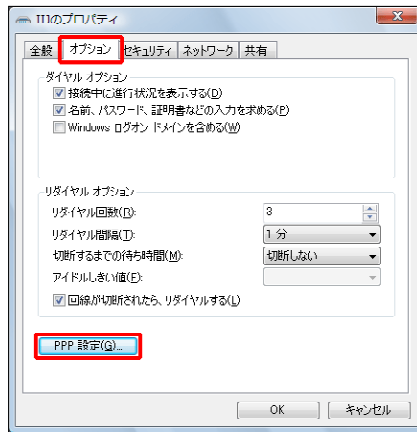 IIJのプロパティ
全般 オプション セキュリティ ネットワーク 共有
ダイヤル オプション
接続中に進行状況を表示する(D)
名前、パスワード、証明書などの入力を求める(P)
Windows ログオン ドメインを含める(W)
リダイヤル オプション
リダイヤル回数(R): 3
リダイヤル間隔(T): 1 分
切断するまでの待ち時間(M): 切断しない
アイドルしきい値(E):
回線が切断されたら、リダイヤルする(L)
PPP 設定(G)...
OK キャンセル